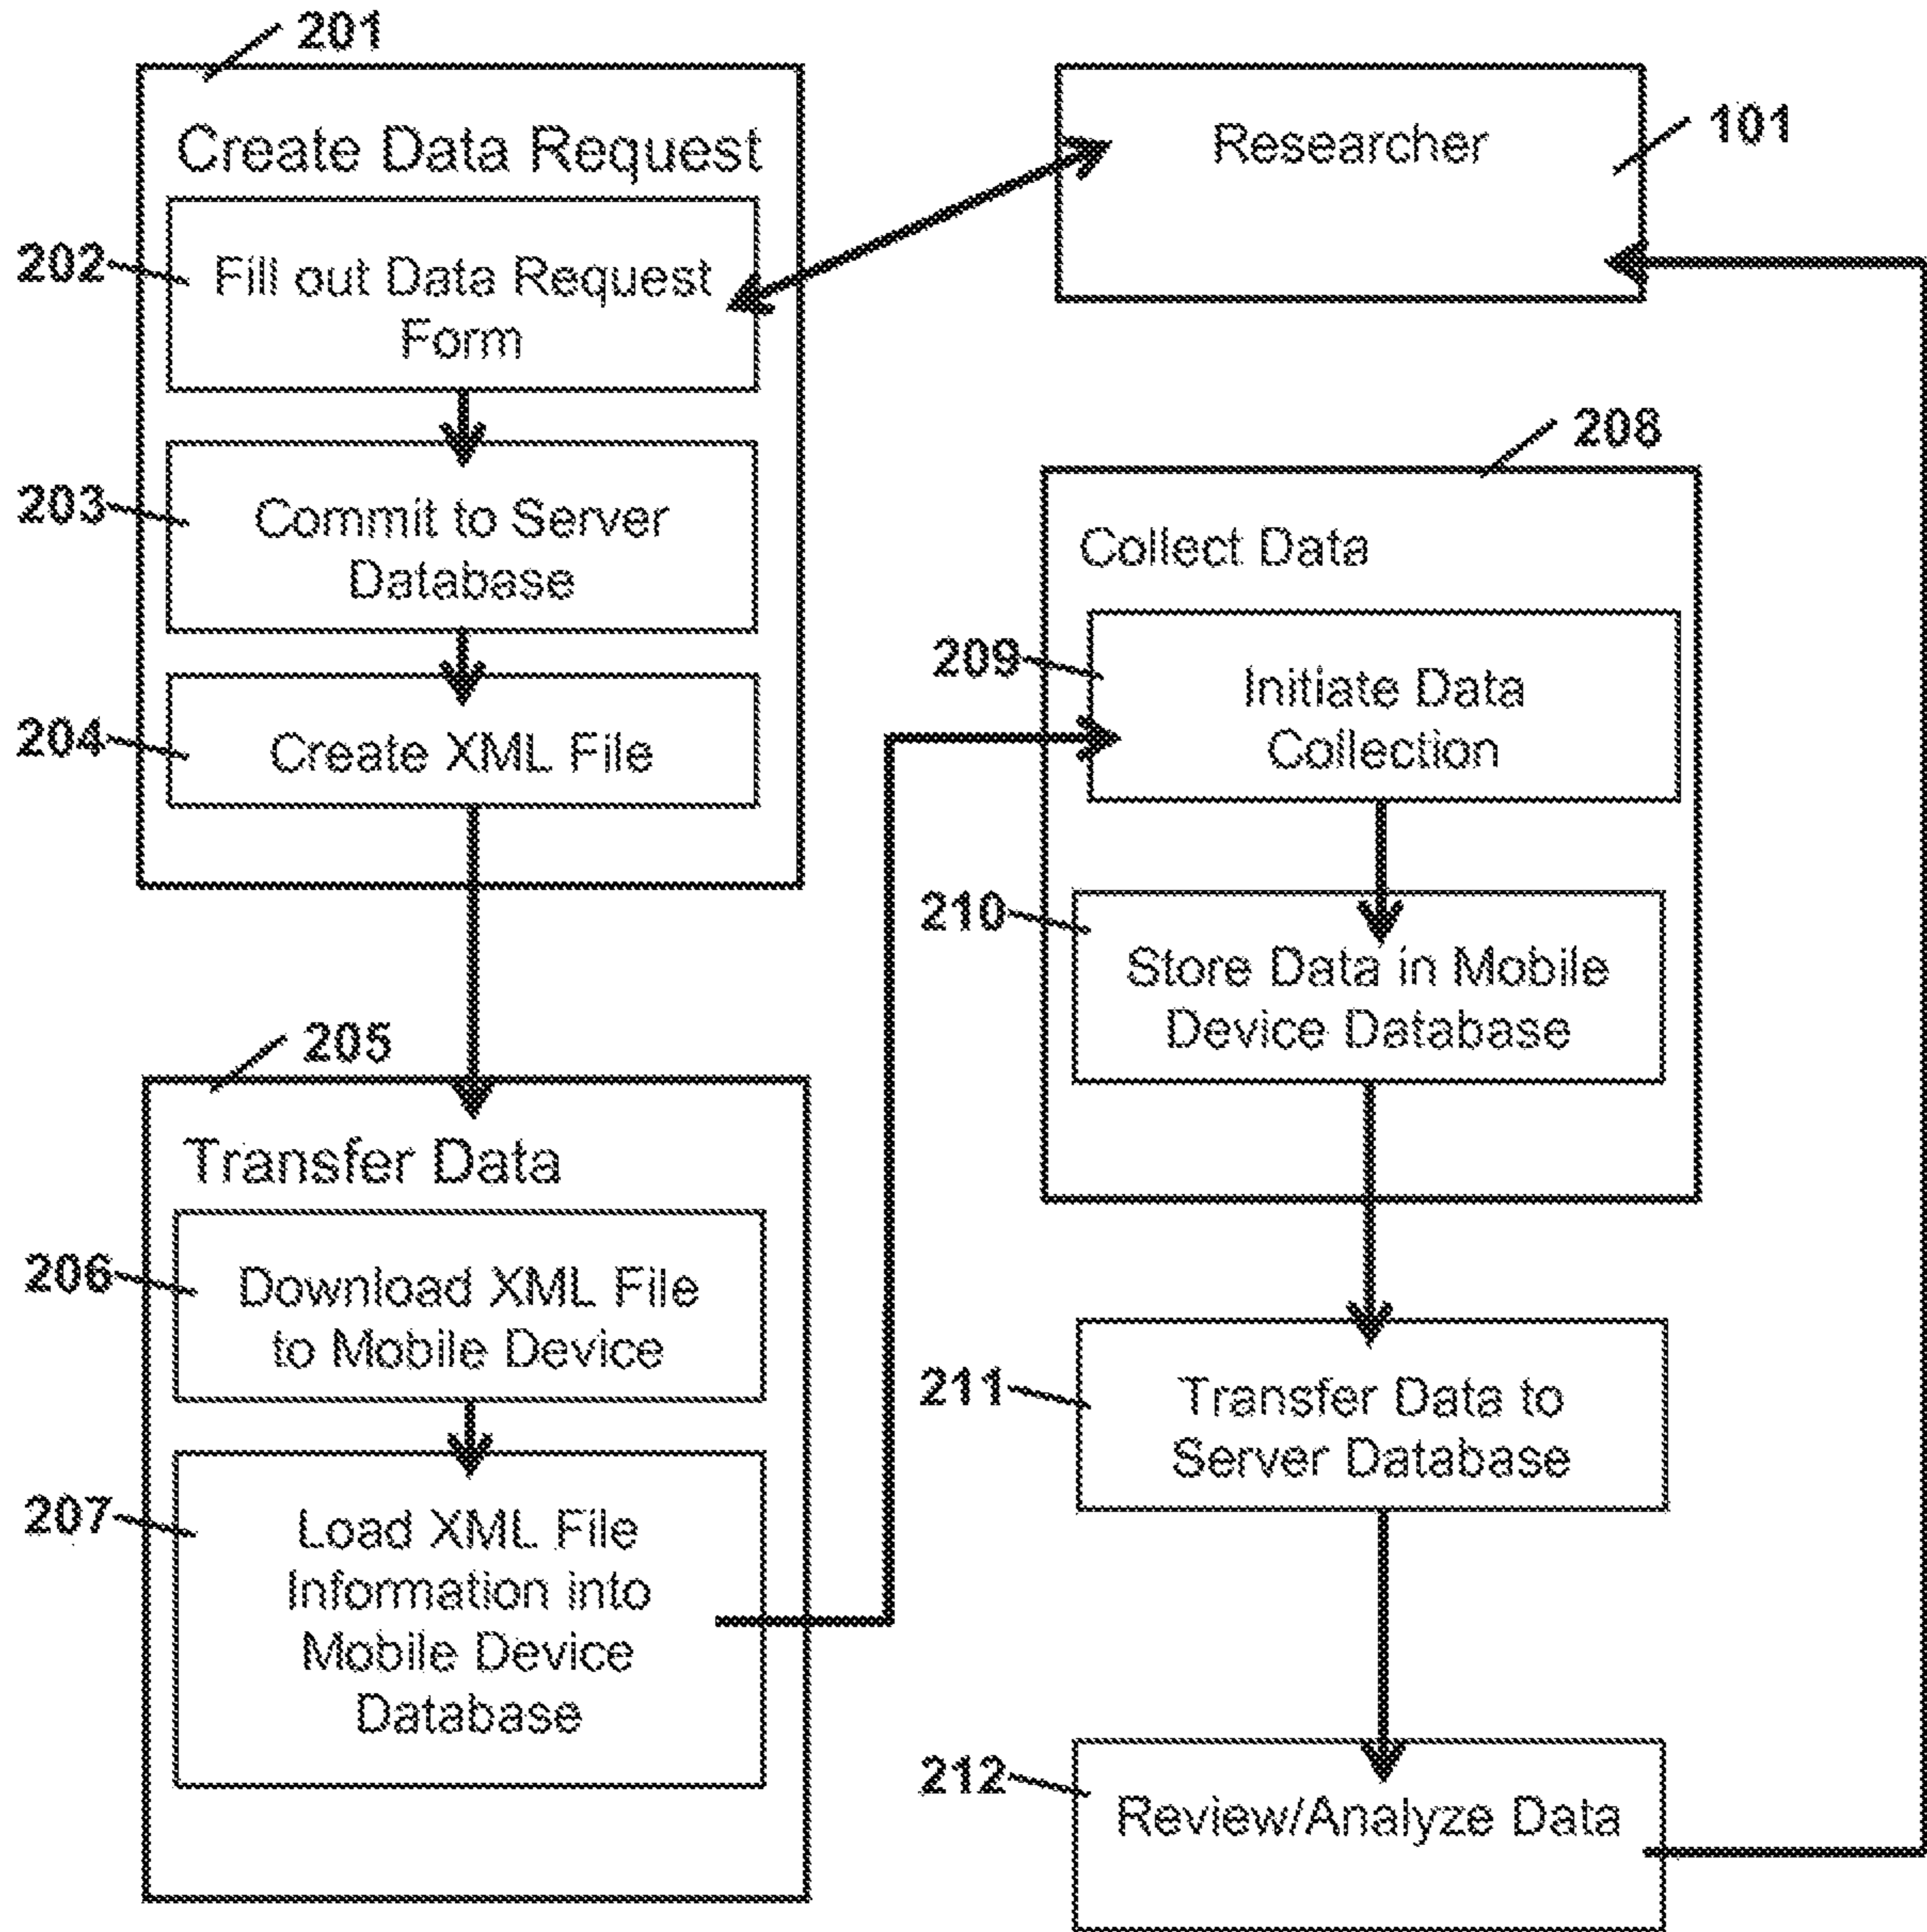 201
Create Data Request
202
Fill out Data Request
Form
203
Commit to Server
Database
204
Create XML File
205
Transfer Data
206
Download XML File
to Mobile Device
207
Load XML File
Information into
Mobile Device
Database
Researcher
101
208
Collect Data
209
Initiate Data
Collection
210
Store Data in Mobile
Device Database
211
Transfer Data to
Server Database
212
Review/Analyze Data